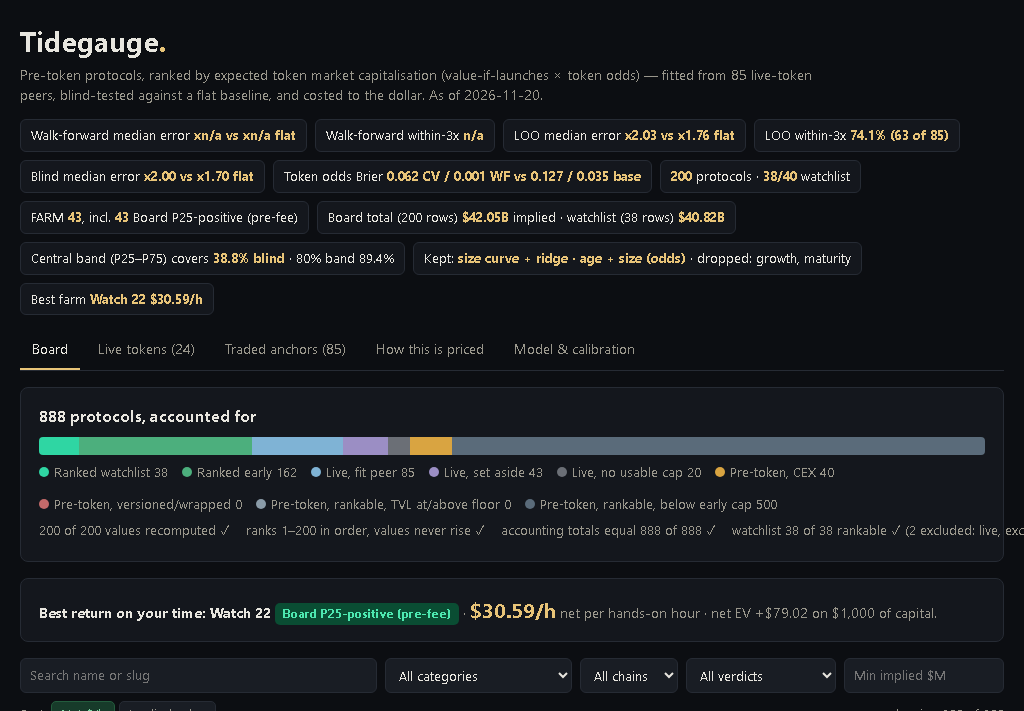 Tidegauge.
Pre-token protocols, ranked by expected token market capitalisation (value-if-launches × token odds) — fitted from 85 live-token
peers, blind-tested against a flat baseline, and costed to the dollar. As of 2026-11-20.
Walk-forward median error xn/a vs xn/a flat
Walk-forward within-3x n/a
LOO median error x2.03 vs x1.76 flat
LOO within-3x 74.1% (63 of 85)
Blind median error x2.00 vs x1.70 flat
Token odds Brier 0.062 CV / 0.001 WF vs 0.127 / 0.035 base
200 protocols · 38/40 watchlist
FARM 43, incl. 43 Board P25-positive (pre-fee)
Board total (200 rows) $42.05B implied · watchlist (38 rows) $40.82B
Central band (P25–P75) covers 38.8% blind · 80% band 89.4%
Kept: size curve + ridge · age + size (odds) · dropped: growth, maturity
Best farm Watch 22 $30.59/h
Board
Live tokens (24)
Traded anchors (85)
How this is priced
Model & calibration
888 protocols, accounted for
Ranked watchlist 38
Ranked early 162
Live, fit peer 85
Live, set aside 43
Live, no usable cap 20
Pre-token, CEX 40
Pre-token, versioned/wrapped 0
Pre-token, rankable, TVL at/above floor 0
Pre-token, rankable, below early cap 500
200 of 200 values recomputed ✓
ranks 1–200 in order, values never rise ✓
accounting totals equal 888 of 888 ✓
watchlist 38 of 38 rankable ✓ (2 excluded: live, exc
Best return on your time: Watch 22 Board P25-positive (pre-fee) · $30.59/h net per hands-on hour · net EV +$79.02 on $1,000 of capital.
Search name or slug
All categories
All chains
All verdicts
Min implied $M